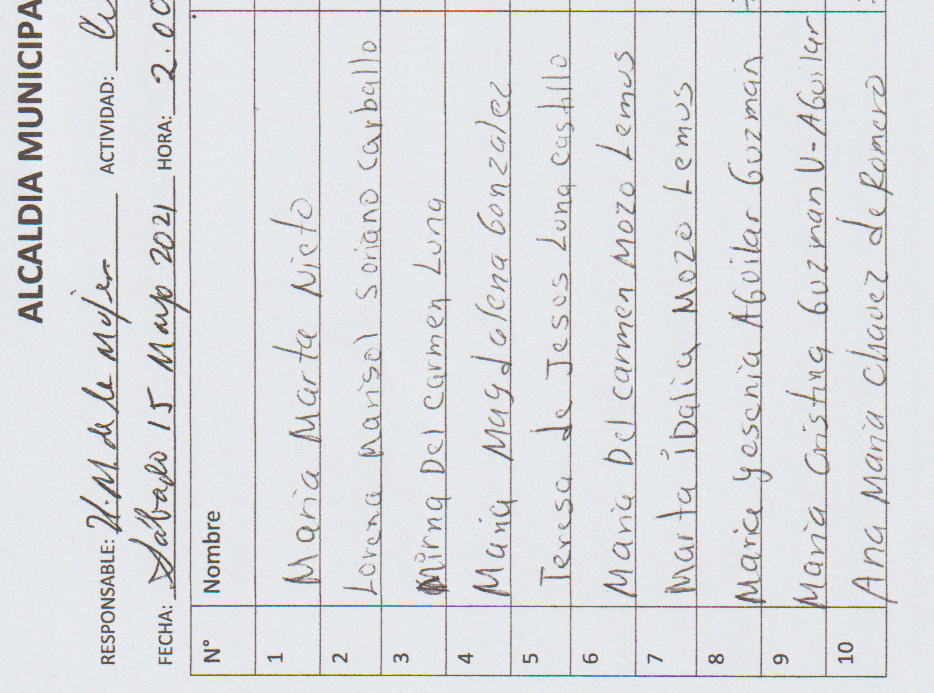 ALCALDIA MUNICIPA
RESPONSABLE: U.M. de la Mujer ACTIVIDAD:
FECHA: Sábado 15 Mayo 2021 HORA: 2.00
N° Nombre
1 Maria Marta Nieto
2 Lorena Marisol Soriano Carballo
3 Mirna Del Carmen Luna
4 Maria Magdalena Gonzalez
5 Teresa de Jesus Luna Castillo
6 Maria Del Carmen Mozo Lemus
7 Marta idalia Mozo Lemus
8 Maria yesenia Aguilar Guzman
9 Maria Cristina Guzman V-Aguilar
10 Ana Maria Chavez de Romero